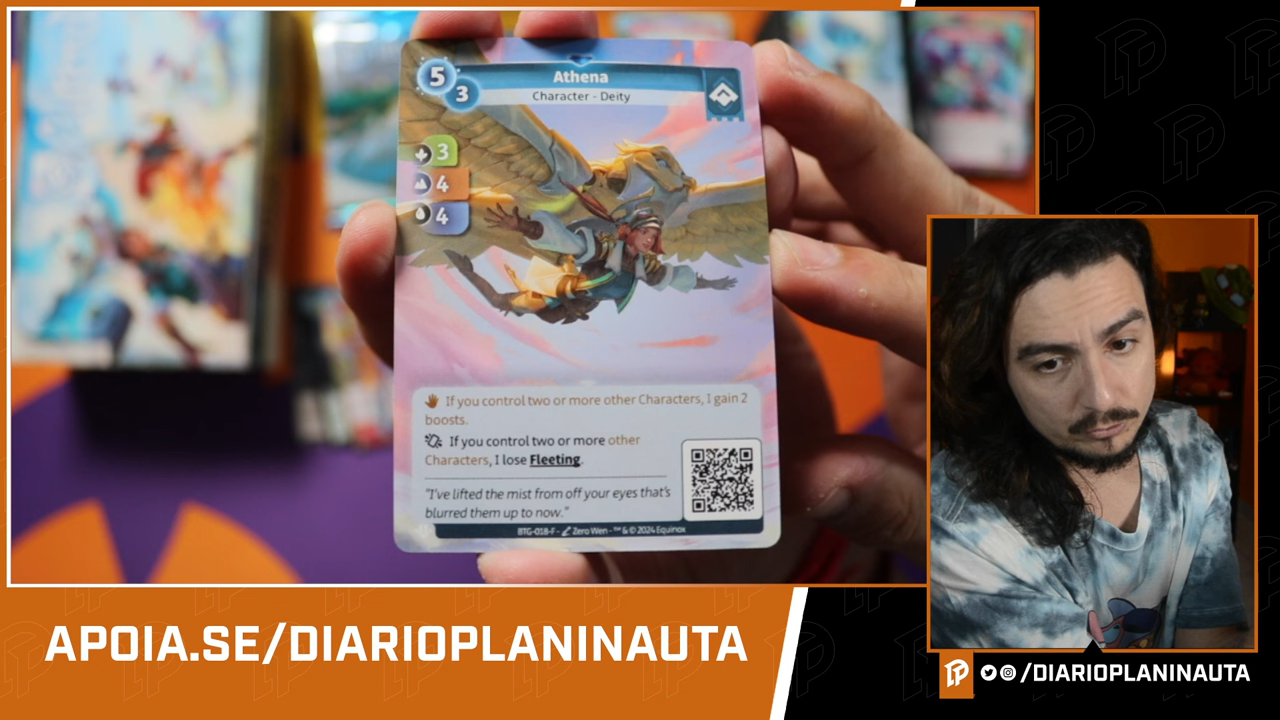 5
3
Athena
Character - Deity
3
4
4
If you control two or more other Characters, I gain 2
boosts.
If you control two or more other
Characters, I lose Fleeting.
"I've lifted the mist from off your eyes that's
blurred them up to now."
BTG-018-F - Zero Wen - ™ & © 2024 Equinox
APOIA.SE/DIARIOPLANINAUTA
/DIARIOPLANINAUTA